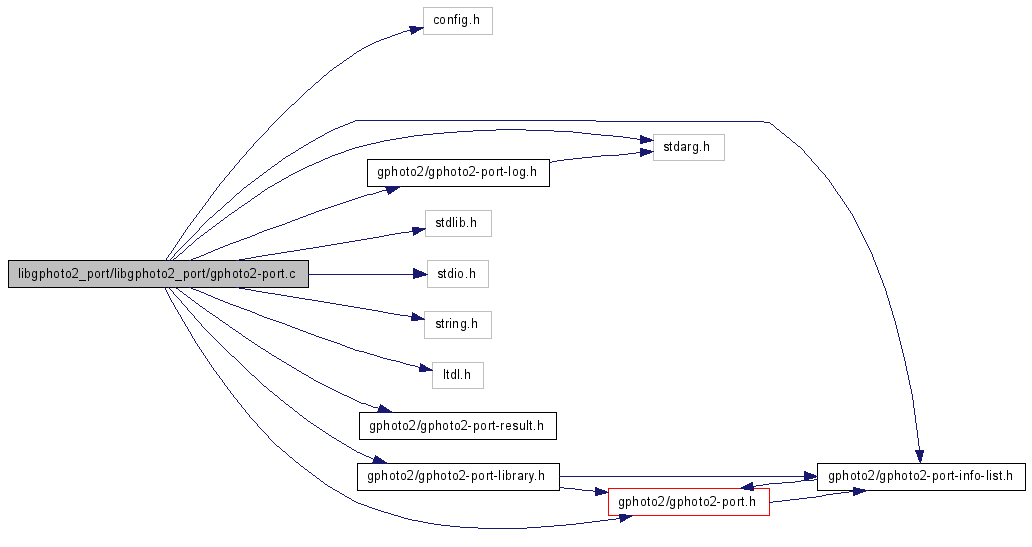 config.h
stdarg.h
gphoto2/gphoto2-port-log.h
stdlib.h
libgphoto2_port/libgphoto2_port/gphoto2-port.c
stdio.h
string.h
ltdl.h
gphoto2/gphoto2-port-result.h
gphoto2/gphoto2-port-library.h
gphoto2/gphoto2-port-info-list.h
gphoto2/gphoto2-port.h